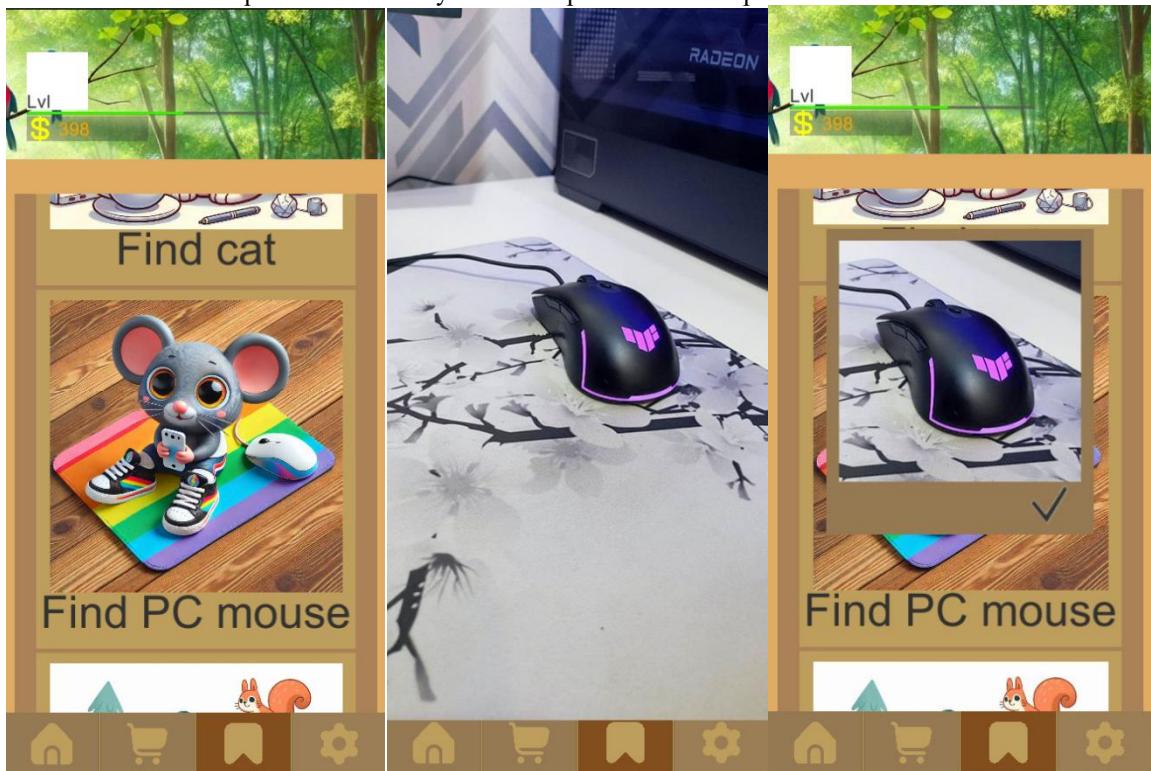 Lvl
$ 398
Find cat
Find PC mouse
RADEON
Lvl
$ 398
Find PC mouse